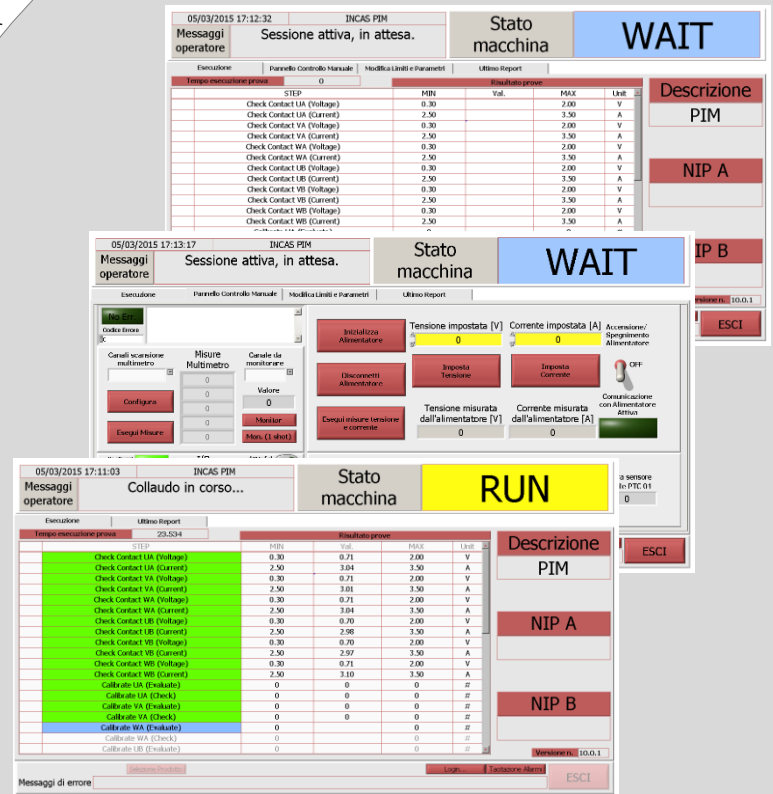 05/03/2015 17:12:32 INCAS PIM
Messaggi operatore Sessione attiva, in attesa. Stato macchina WAIT
Esecuzione Pannello Controllo Manuale Modifica Limiti e Parametri Ultimo Report
Tempo esecuzione prova 0 Risultato prove
STEP MIN Val. MAX Unit
Check Contact UA (Voltage) 0.30 2.00 V
Check Contact UA (Current) 2.50 3.50 A
Check Contact VA (Voltage) 0.30 2.00 V
Check Contact VA (Current) 2.50 3.50 A
Check Contact WA (Voltage) 0.30 2.00 V
Check Contact WA (Current) 2.50 3.50 A
Check Contact UB (Voltage) 0.30 2.00 V
Check Contact UB (Current) 2.50 3.50 A
Check Contact VB (Voltage) 0.30 2.00 V
Check Contact VB (Current) 2.50 3.50 A
Check Contact WB (Voltage) 0.30 2.00 V
Check Contact WB (Current) 2.50 3.50 A
Descrizione
PIM
NIP A
IP B
versione n. 10.0.1
ESCI
05/03/2015 17:13:17 INCAS PIM
Messaggi operatore Sessione attiva, in attesa. Stato macchina WAIT
Esecuzione Pannello Controllo Manuale Modifica Limiti e Parametri Ultimo Report
No Err.
Codice Errore
Canali scansione multimetro
Misure Multimetro
Canale da monitorare
0
0
0
0
0
Valore
0
Configura
Esegui Misure
Monitor
Mon. (1 shot)
Inizializza Alimentatore
Tensione impostata [V]
0
Corrente impostata [A]
0
Accensione/ Spegnimento Alimentatore
OFF
Disconnetti Alimentatore
Imposta Tensione
Imposta Corrente
Comunicazione con Alimentatore Attiva
Esegui misure tensione e corrente
Tensione misurata dall'alimentatore [V]
0
Corrente misurata dall'alimentatore [A]
0
sensore
PTC 01
0
ESCI
05/03/2015 17:11:03 INCAS PIM
Messaggi operatore Collaudo in corso... Stato macchina RUN
Esecuzione Ultimo Report
Tempo esecuzione prova 23.534 Risultato prove
STEP MIN Val. MAX Unit
Check Contact UA (Voltage) 0.30 0.71 2.00 V
Check Contact UA (Current) 2.50 3.04 3.50 A
Check Contact VA (Voltage) 0.30 0.71 2.00 V
Check Contact VA (Current) 2.50 3.01 3.50 A
Check Contact WA (Voltage) 0.30 0.71 2.00 V
Check Contact WA (Current) 2.50 3.04 3.50 A
Check Contact UB (Voltage) 0.30 0.70 2.00 V
Check Contact UB (Current) 2.50 2.98 3.50 A
Check Contact VB (Voltage) 0.30 0.70 2.00 V
Check Contact VB (Current) 2.50 2.97 3.50 A
Check Contact WB (Voltage) 0.30 0.71 2.00 V
Check Contact WB (Current) 2.50 3.10 3.50 A
Calibrate UA (Evaluate) 0 0 0 #
Calibrate UA (Check) 0 0 0 #
Calibrate VA (Evaluate) 0 0 0 #
Calibrate VA (Check) 0 0 0 #
Calibrate WA (Evaluate) 0 0 #
Calibrate WA (Check) 0 0 #
Calibrate UB (Evaluate) 0 0 #
Descrizione
PIM
NIP A
NIP B
Versione n. 10.0.1
Selezione Prodotto
Login... Tacitazione Allarmi
ESCI
Messaggi di errore